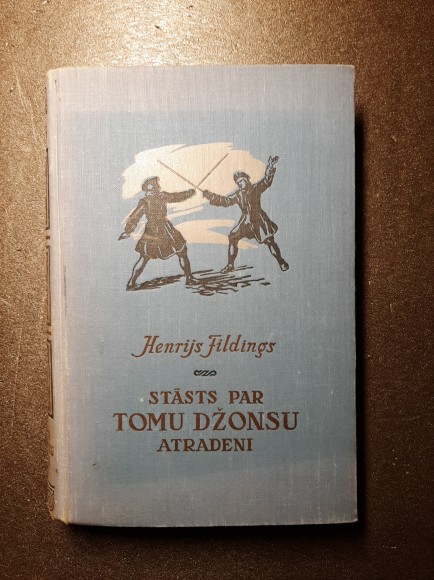 Henrijs Fildings
STĀSTS PAR
TOMU DŽONSU
ATRADENI